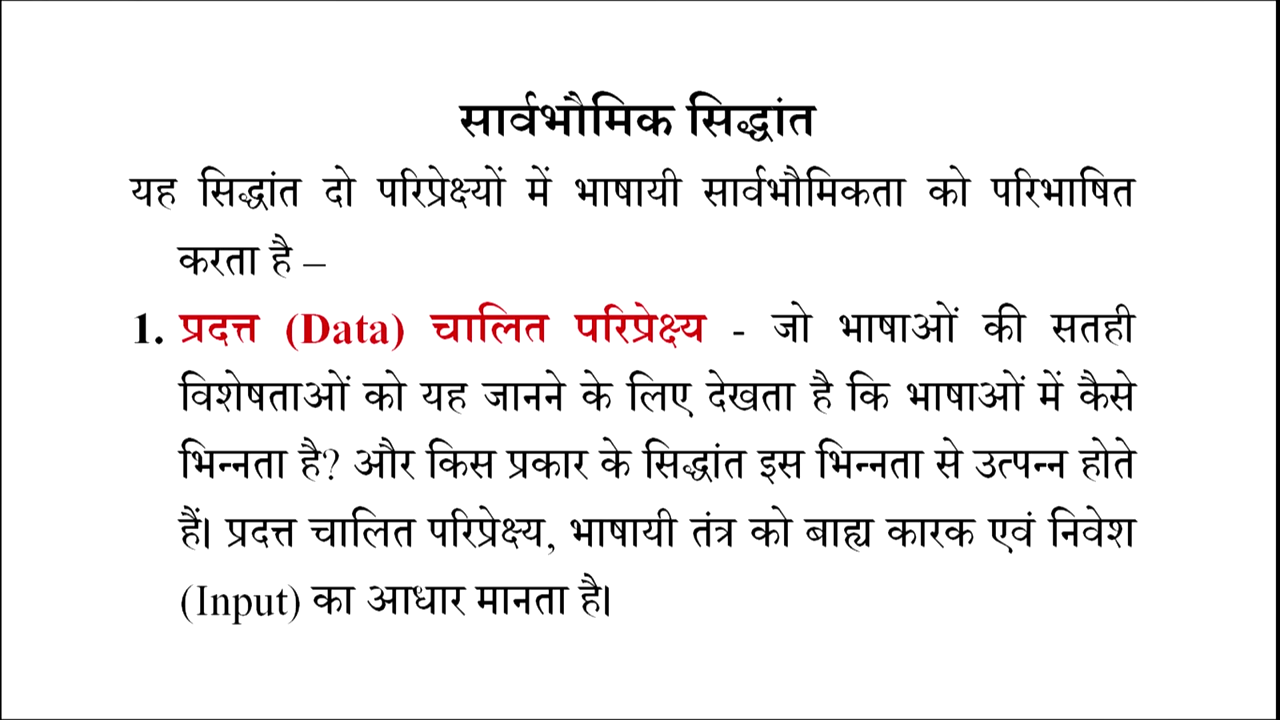 सार्वभौमिक सिद्धांत
यह सिद्धांत दो परिप्रेक्ष्यों में भाषायी सार्वभौमिकता को परिभाषित
करता है –
1. प्रदत्त (Data) चालित परिप्रेक्ष्य - जो भाषाओं की सतही
विशेषताओं को यह जानने के लिए देखता है कि भाषाओं में कैसे
भिन्नता है? और किस प्रकार के सिद्धांत इस भिन्नता से उत्पन्न होते
हैं। प्रदत्त चालित परिप्रेक्ष्य, भाषायी तंत्र को बाह्य कारक एवं निवेश
(Input) का आधार मानता है।